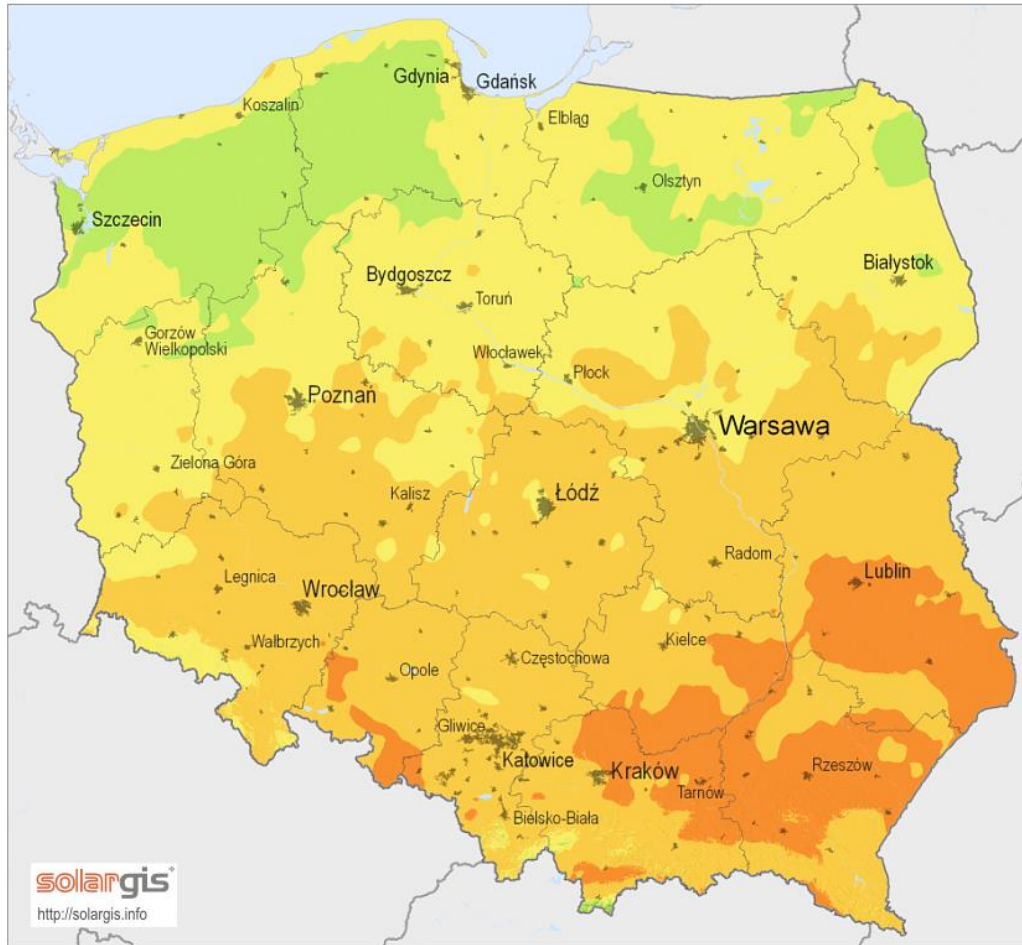 Gdynia
Gdańsk
Koszalin
Elbląg
Olsztyn
Szczecin
Białystok
Bydgoszcz
Toruń
Gorzów
Wielkopolski
Włocławek
Płock
Poznań
Warsawa
Zielona Góra
Kalisz
Łódź
Radom
Legnica
Wrocław
Lublin
Wałbrzych
Kielce
Opole
Częstochowa
Gliwice
Katowice
Kraków
Tarnów
Rzeszów
Bielsko-Biała
solargis
http://solargis.info